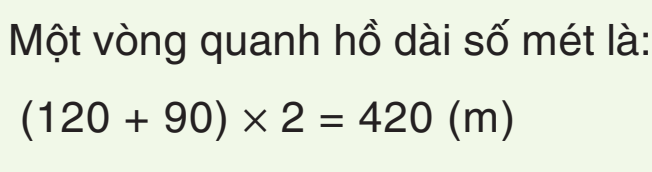 Một vòng quanh hồ dài số mét là:
(120 + 90) × 2 = 420 (m)